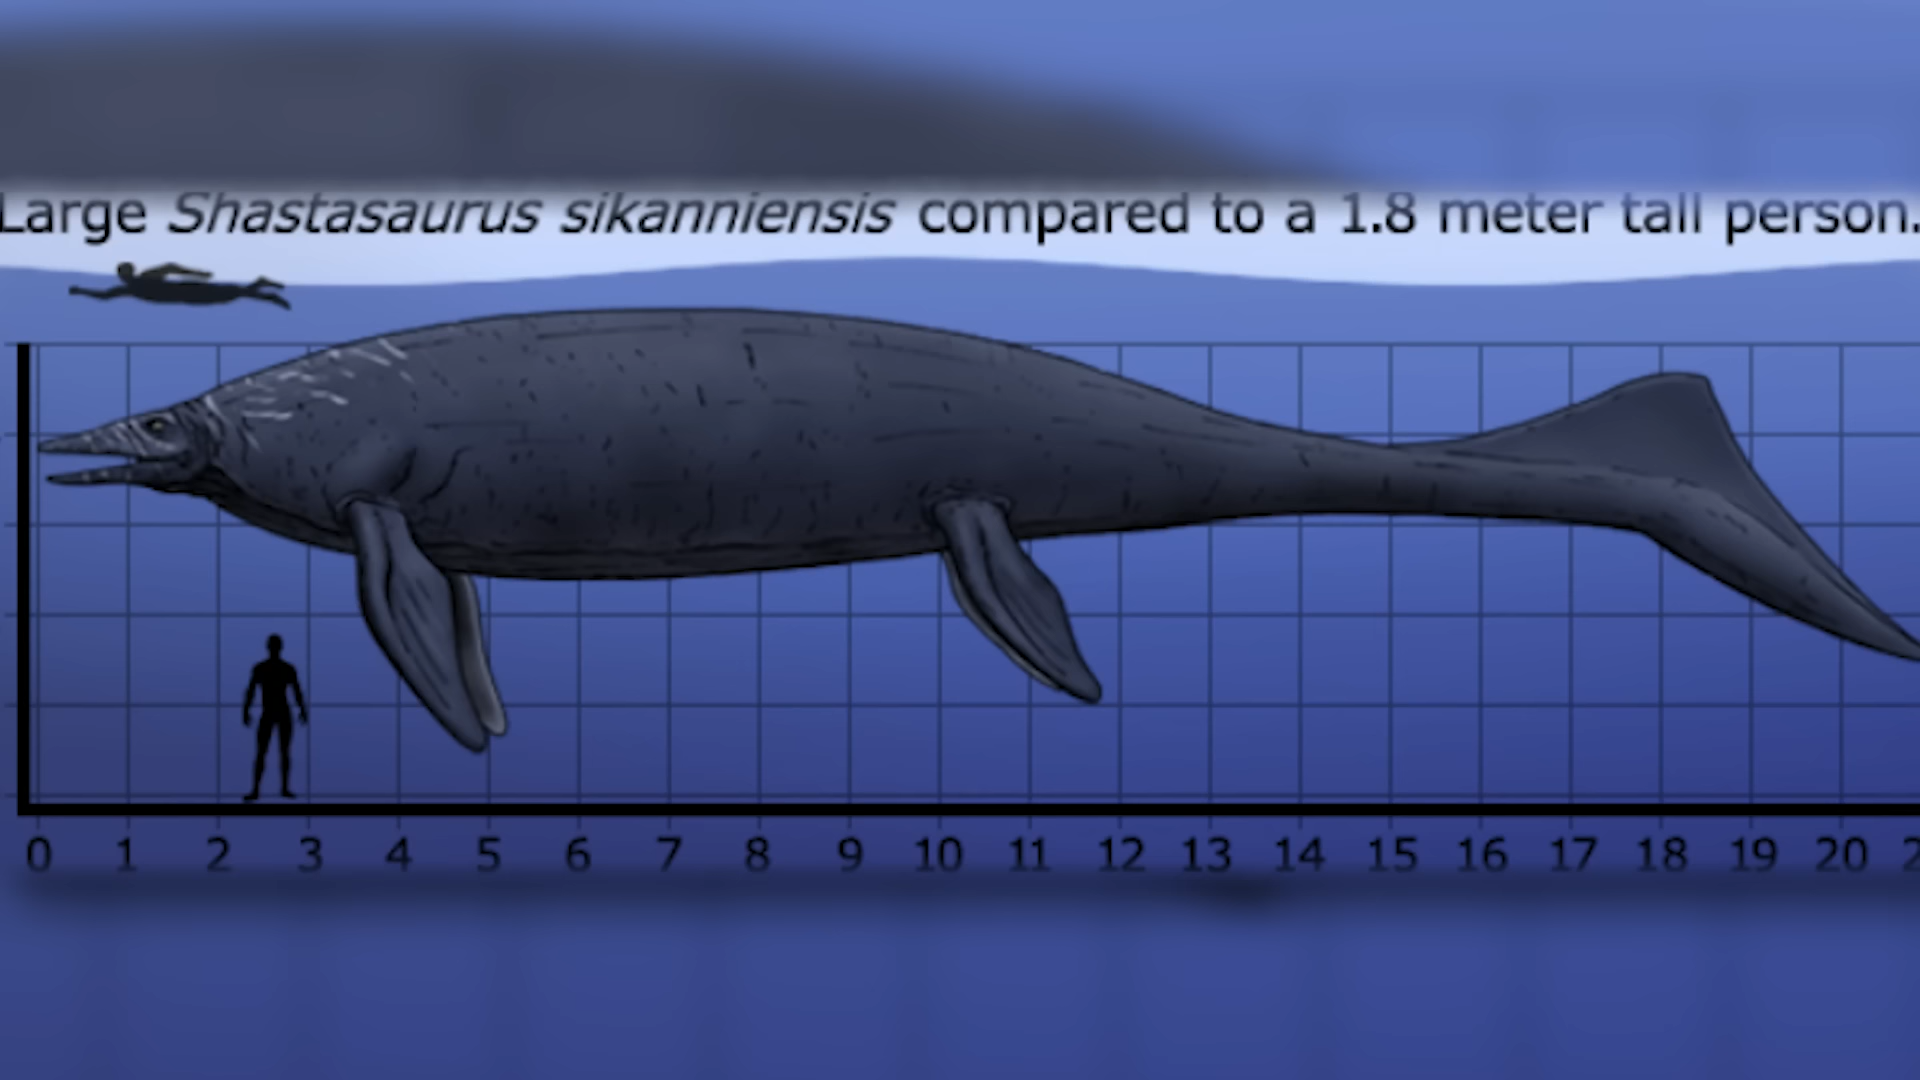 Large Shastasaurus sikanniensis compared to a 1.8 meter tall person.
0 1 2 3 4 5 6 7 8 9 10 11 12 13 14 15 16 17 18 19 20